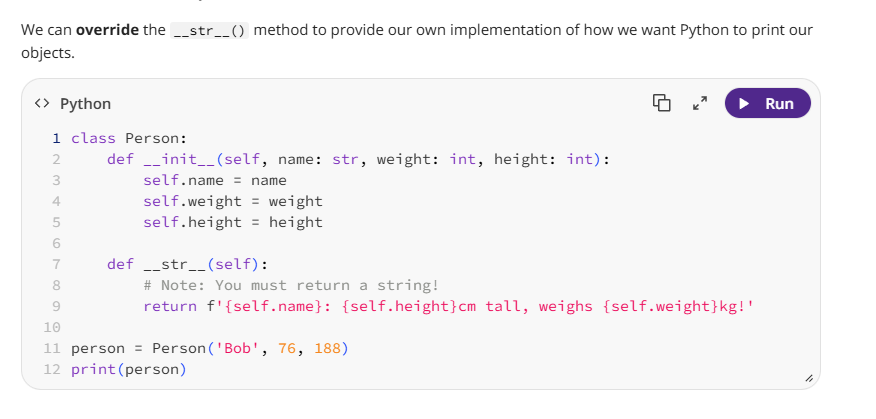 We can override the __str__() method to provide our own implementation of how we want Python to print our
objects.
<> Python
Run
1 class Person:
2     def __init__(self, name: str, weight: int, height: int):
3         self.name = name
4         self.weight = weight
5         self.height = height
6
7     def __str__(self):
8         # Note: You must return a string!
9         return f'{self.name}: {self.height}cm tall, weighs {self.weight}kg!'
10
11 person = Person('Bob', 76, 188)
12 print(person)